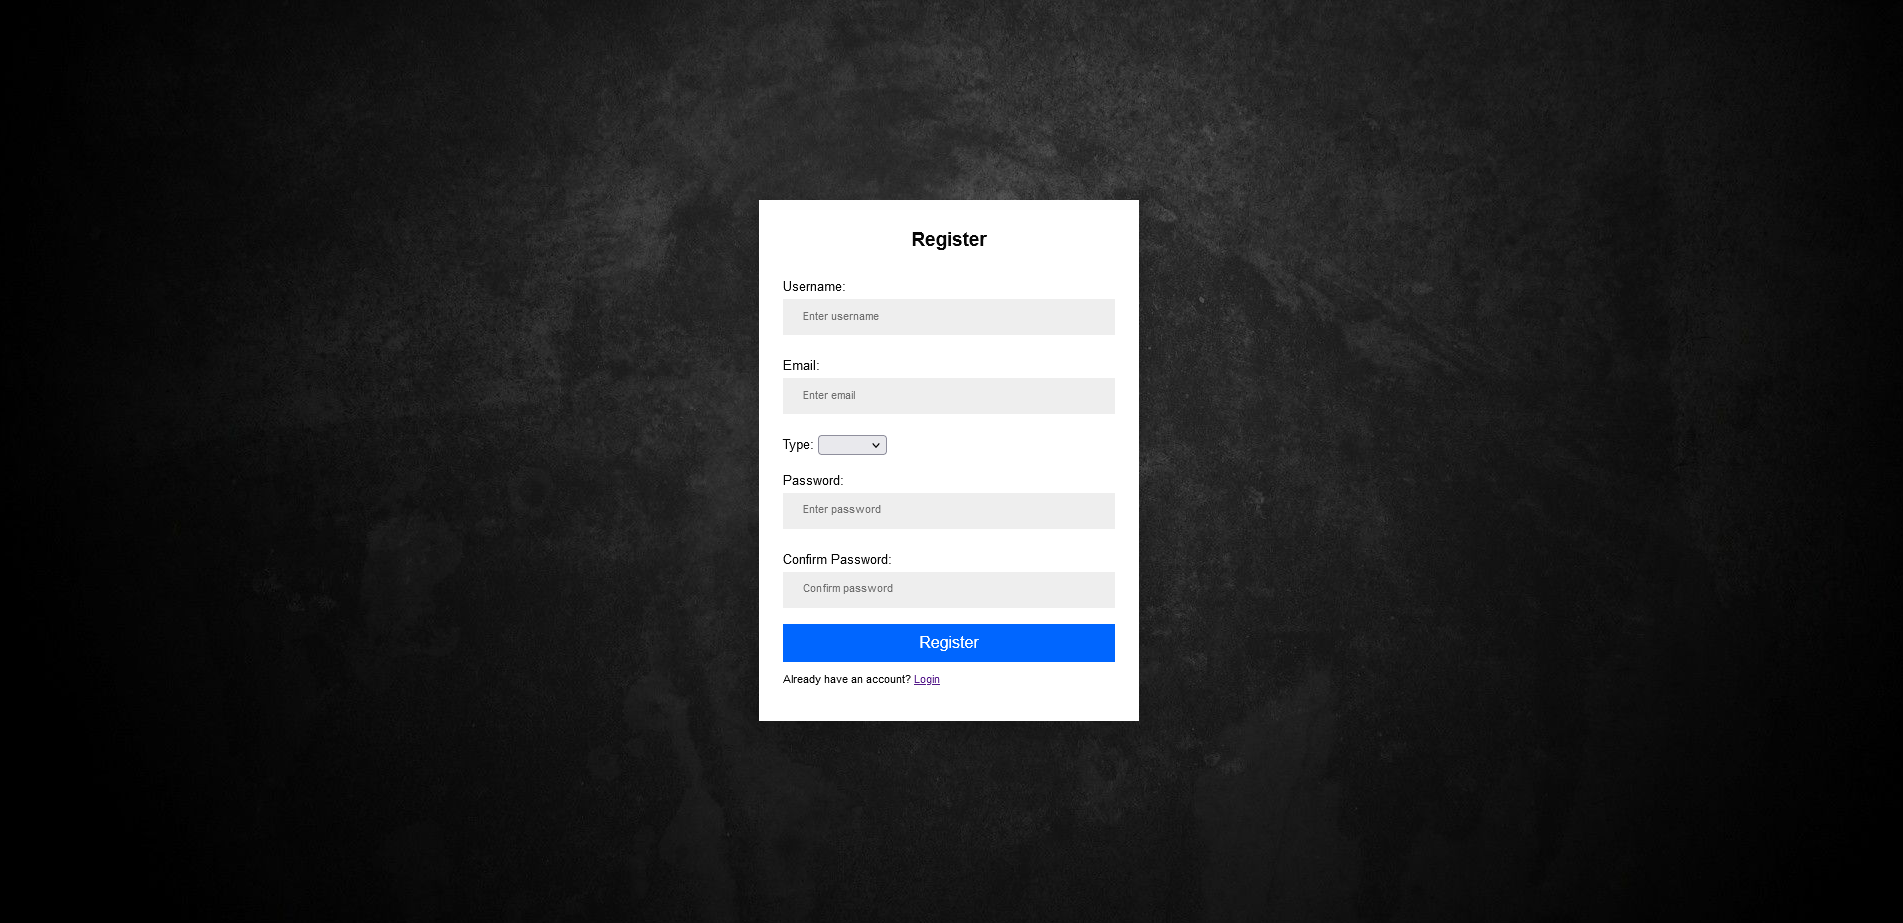 Register
Username:
Enter username
Email:
Enter email
Type:
Password:
Enter password
Confirm Password:
Confirm password
Register
Already have an account? Login